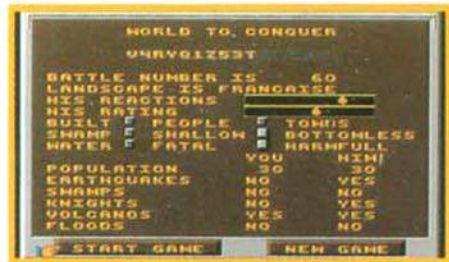 WORLD TO CONQUER
BATTLE NUMBER IS 60
LANDSCAPE IS FRANCAISE
HIS REACTIONS
HIS RATING
BUILT PEOPLE TOWNS
SWAMP SHALLOW BOTTOMLESS
WATER FATAL HARMFULL
YOU HIM
POPULATION 30 30
EARTHQUAKES NO YES
SWAMPS NO NO
KNIGHTS NO YES
VOLCANOS YES YES
FLOODS NO NO
START GAME NEW GAME